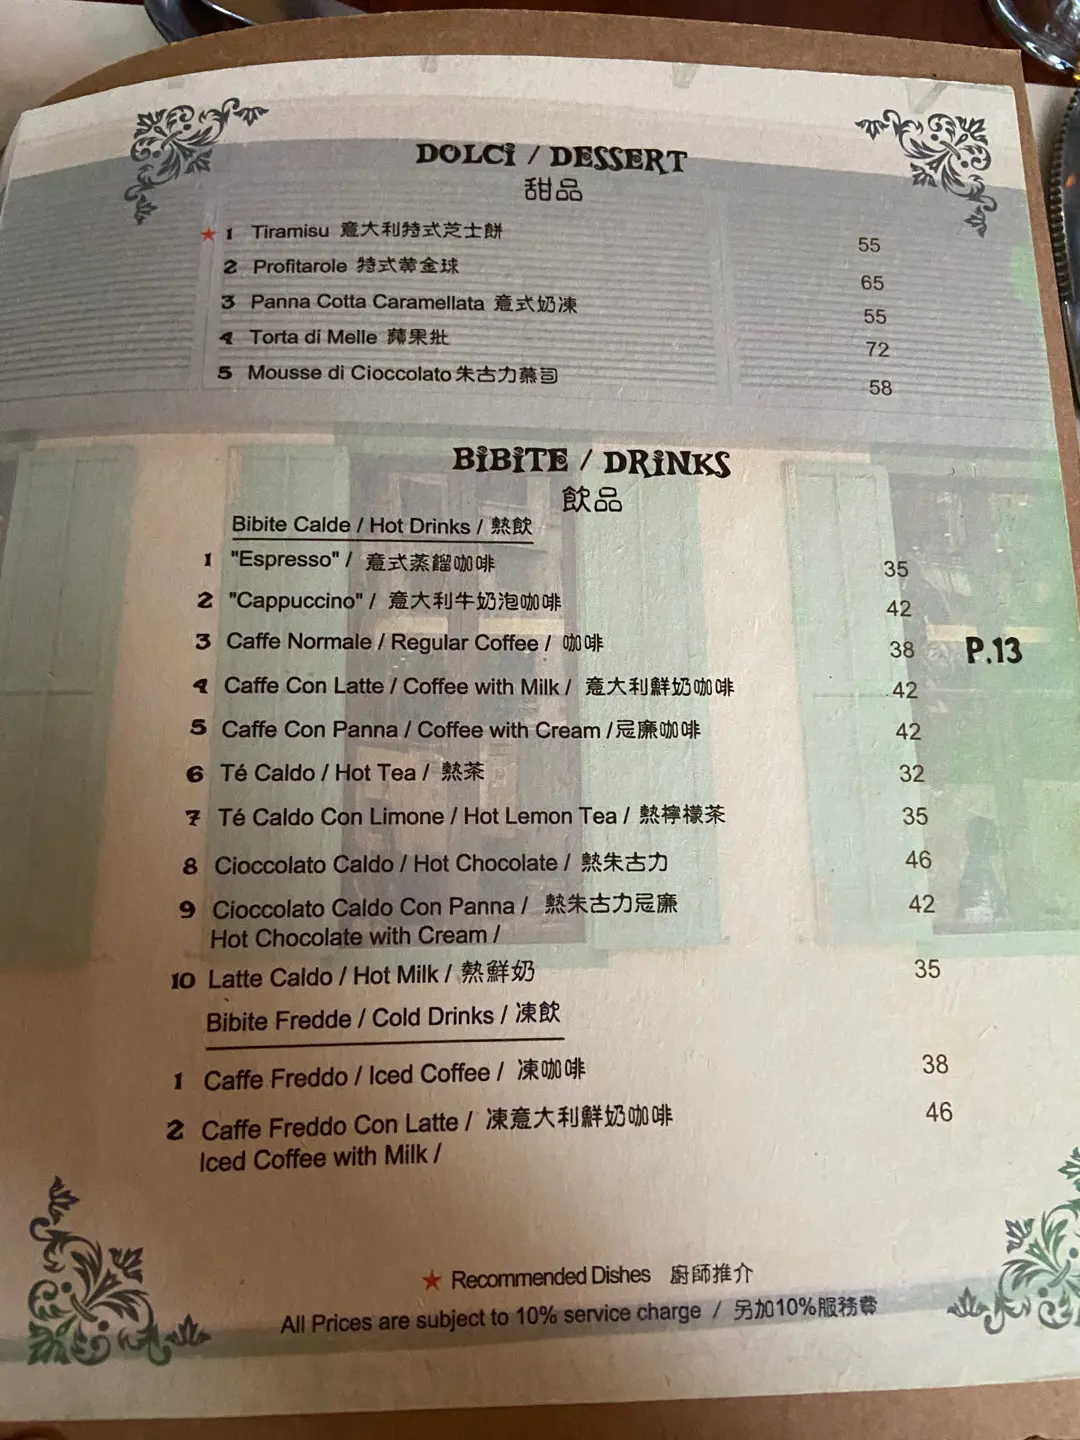 DOLCI / DESSERT
甜品
★ 1 Tiramisu 意大利特式芝士餅 55
2 Profitarole 特式黄金球 65
3 Panna Cotta Caramellata 意式奶凍 55
4 Torta di Melle 蘋果批 72
5 Mousse di Cioccolato 朱古力慕司 58
BIBITE / DRINKS
飲品
Bibite Calde / Hot Drinks / 熱飲
1 "Espresso" / 意式蒸餾咖啡 35
2 "Cappuccino" / 意大利牛奶泡咖啡 42
3 Caffe Normale / Regular Coffee / 咖啡 38
P.13
4 Caffe Con Latte / Coffee with Milk / 意大利鮮奶咖啡 42
5 Caffe Con Panna / Coffee with Cream / 忌廉咖啡 42
6 Té Caldo / Hot Tea / 熱茶 32
7 Té Caldo Con Limone / Hot Lemon Tea / 熱檸檬茶 35
8 Cioccolato Caldo / Hot Chocolate / 熱朱古力 46
9 Cioccolato Caldo Con Panna / 熱朱古力忌廉 42
Hot Chocolate with Cream /
10 Latte Caldo / Hot Milk / 熱鮮奶 35
Bibite Fredde / Cold Drinks / 凍飲
1 Caffe Freddo / Iced Coffee / 凍咖啡 38
2 Caffe Freddo Con Latte / 凍意大利鮮奶咖啡 46
Iced Coffee with Milk /
★ Recommended Dishes 廚師推介
All Prices are subject to 10% service charge / 另加10%服務費